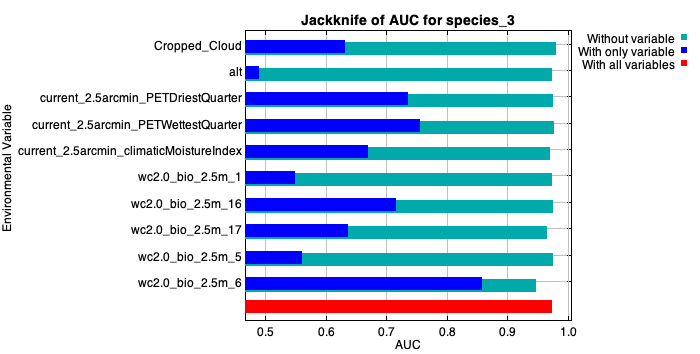 Jackknife of AUC for species_3
Without variable
With only variable
With all variables
Environmental Variable
Cropped_Cloud
alt
current_2.5arcmin_PETDriestQuarter
current_2.5arcmin_PETWettestQuarter
current_2.5arcmin_climaticMoistureIndex
wc2.0_bio_2.5m_1
wc2.0_bio_2.5m_16
wc2.0_bio_2.5m_17
wc2.0_bio_2.5m_5
wc2.0_bio_2.5m_6
0.5 0.6 0.7 0.8 0.9 1.0
AUC